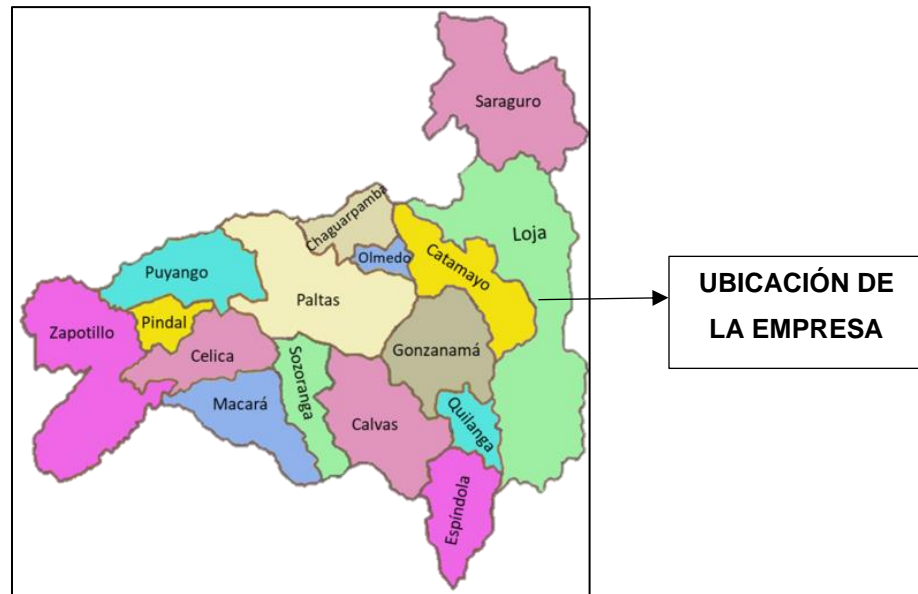 Saraguro
Loja
Chaguarpamba
Olmedo
Catamayo
Puyango
Paltas
Zapotillo
Pindal
Celica
Sozoranga
Gonzanamá
Macará
Calvas
Quilanga
Espíndola
UBICACIÓN DE
LA EMPRESA